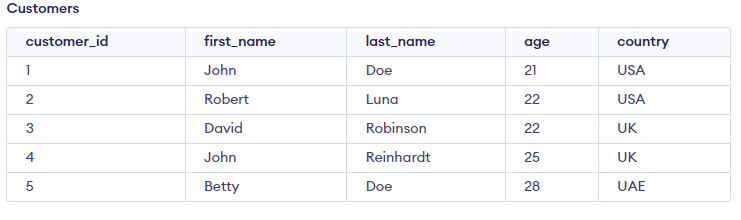 Customers
customer_id first_name last_name age country
1 John Doe 21 USA
2 Robert Luna 22 USA
3 David Robinson 22 UK
4 John Reinhardt 25 UK
5 Betty Doe 28 UAE